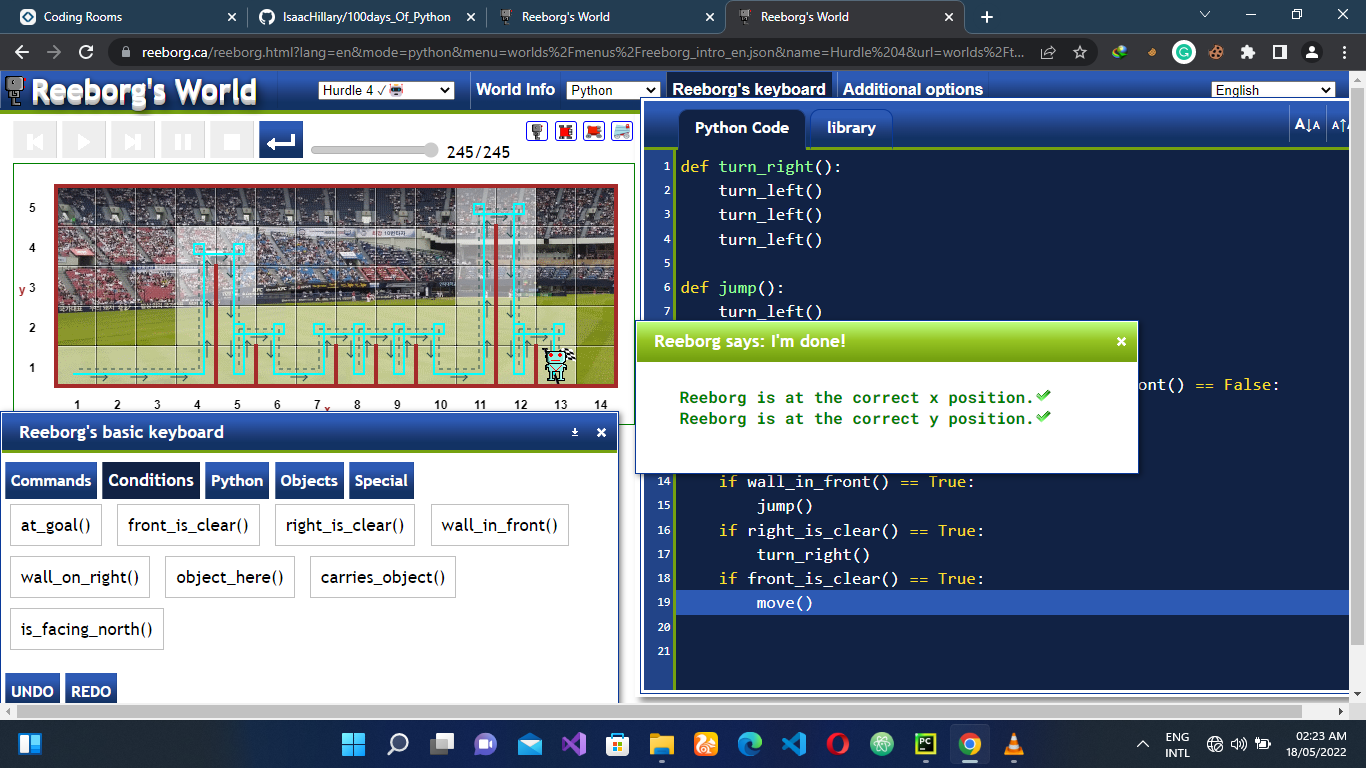 Coding Rooms
IsaacHillary/100days_Of_Python
Reeborg's World
Reeborg's World
reeborg.ca/reeborg.html?lang=en&mode=python&menu=worlds%2Fmenus%2Freeborg_intro_en.json&name=Hurdle%204&url=worlds%2Ft...
Reeborg's World
Hurdle 4 ✓
World Info
Python
Reeborg's keyboard
Additional options
English
245/245
Python Code
library
5
4
y 3
2
1
1 2 3 4 5 6 7 8 9 10 11 12 13 14
x
1 def turn_right():
2 turn_left()
3 turn_left()
4 turn_left()
5
6 def jump():
7 turn_left()
ont() == False:
14 if wall_in_front() == True:
15 jump()
16 if right_is_clear() == True:
17 turn_right()
18 if front_is_clear() == True:
19 move()
20
21
Reeborg says: I'm done!
Reeborg is at the correct x position.
Reeborg is at the correct y position.
Reeborg's basic keyboard
Commands
Conditions
Python
Objects
Special
at_goal()
front_is_clear()
right_is_clear()
wall_in_front()
wall_on_right()
object_here()
carries_object()
is_facing_north()
UNDO
REDO
ENG
INTL
02:23 AM
18/05/2022